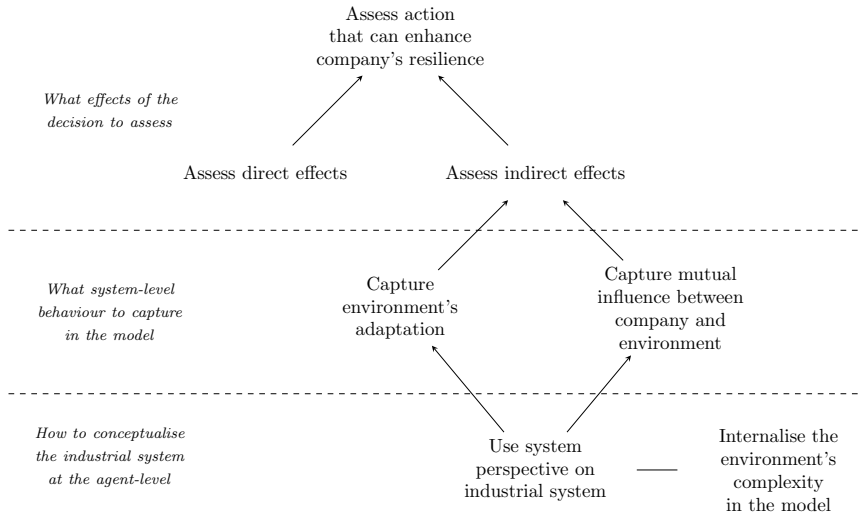 Assess action
that can enhance
company's resilience
What effects of the
decision to assess
Assess direct effects
Assess indirect effects
What system-level
behaviour to capture
in the model
Capture
environment's
adaptation
Capture mutual
influence between
company and
environment
How to conceptualise
the industrial system
at the agent-level
Use system
perspective on
industrial system
Internalise the
environment's
complexity
in the model